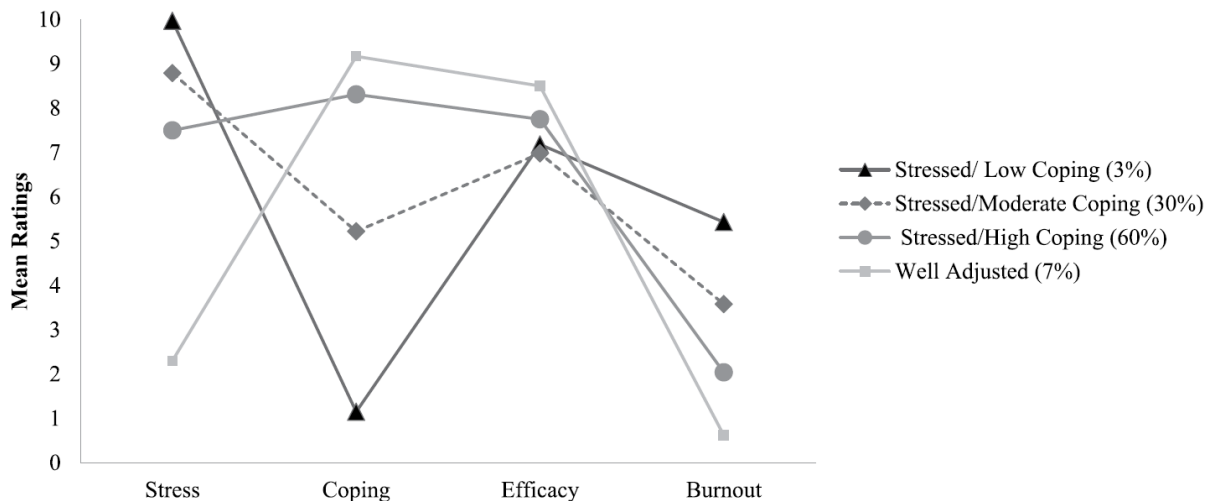 10
9
8
7
6
5
4
3
2
1
0
Mean Ratings
Stress
Coping
Efficacy
Burnout
Stressed/ Low Coping (3%)
Stressed/Moderate Coping (30%)
Stressed/High Coping (60%)
Well Adjusted (7%)